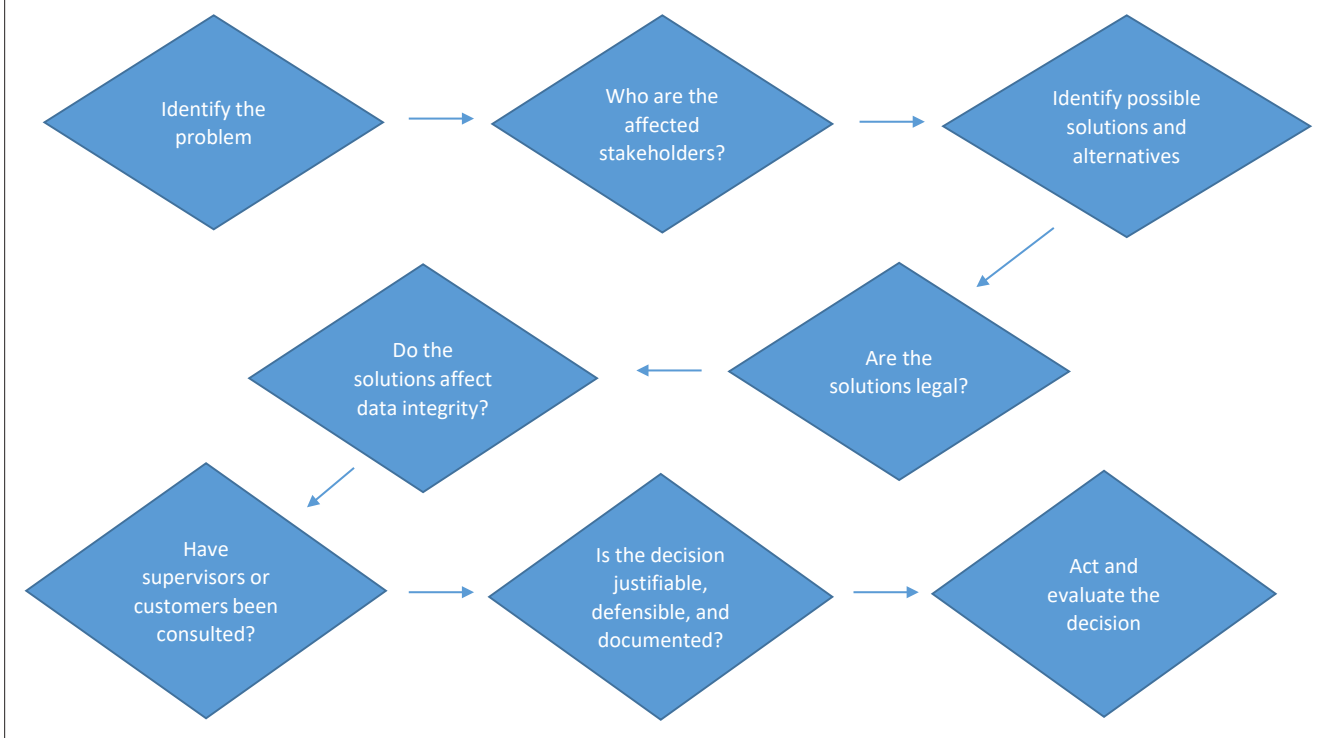 Identify the
problem
Who are the
affected
stakeholders?
Identify possible
solutions and
alternatives
Are the
solutions legal?
Do the
solutions affect
data integrity?
Have
supervisors or
customers been
consulted?
Is the decision
justifiable,
defensible, and
documented?
Act and
evaluate the
decision